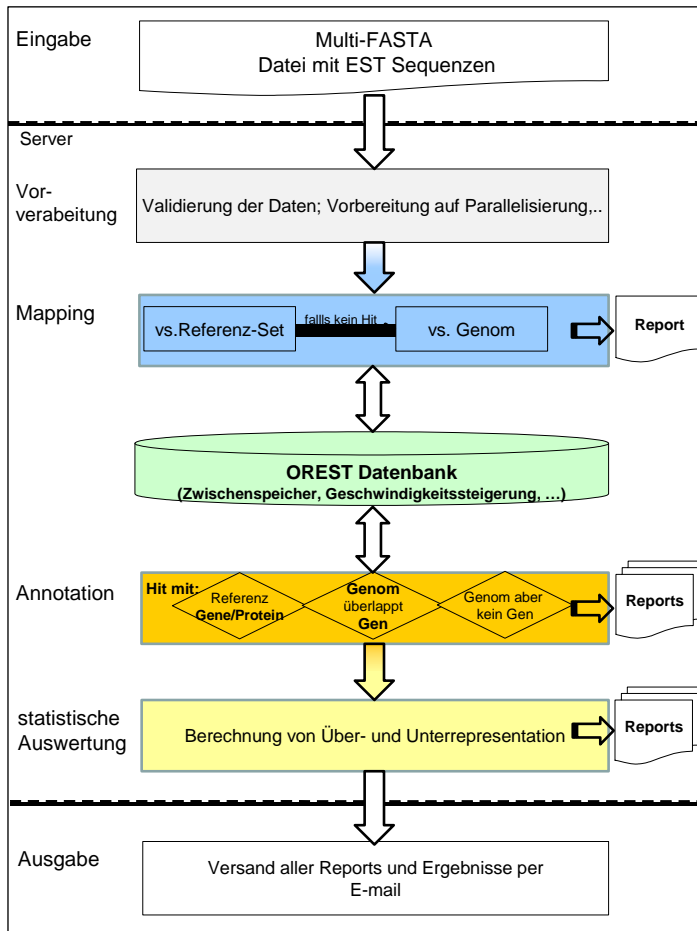 Eingabe
Multi-FASTA
Datei mit EST Sequenzen
Server
Vor-
verabeitung
Validierung der Daten; Vorbereitung auf Parallelisierung,..
Mapping
vs.Referenz-Set
fallls kein Hit
vs. Genom
Report
OREST Datenbank
(Zwischenspeicher, Geschwindigkeitssteigerung, ...)
Annotation
Hit mit:
Referenz
Gene/Protein
Genom
überlappt
Gen
Genom aber
kein Gen
Reports
statistische
Auswertung
Berechnung von Über- und Unterrepresentation
Reports
Ausgabe
Versand aller Reports und Ergebnisse per
E-mail